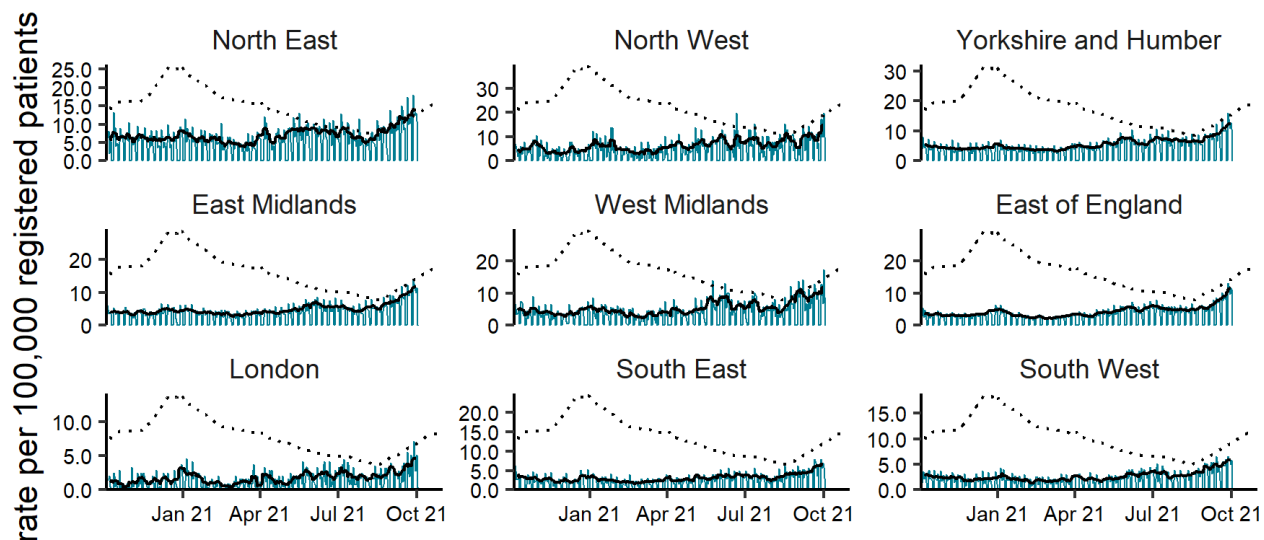 rate per 100,000 registered patients
North East
North West
Yorkshire and Humber
25.0
20.0
15.0
10.0
5.0
0.0
30
20
10
0
30
20
10
0
East Midlands
West Midlands
East of England
20
10
0
20
10
0
20
10
0
London
South East
South West
10.0
5.0
0.0
20.0
15.0
10.0
5.0
0.0
15.0
10.0
5.0
0.0
Jan 21 Apr 21 Jul 21 Oct 21
Jan 21 Apr 21 Jul 21 Oct 21
Jan 21 Apr 21 Jul 21 Oct 21